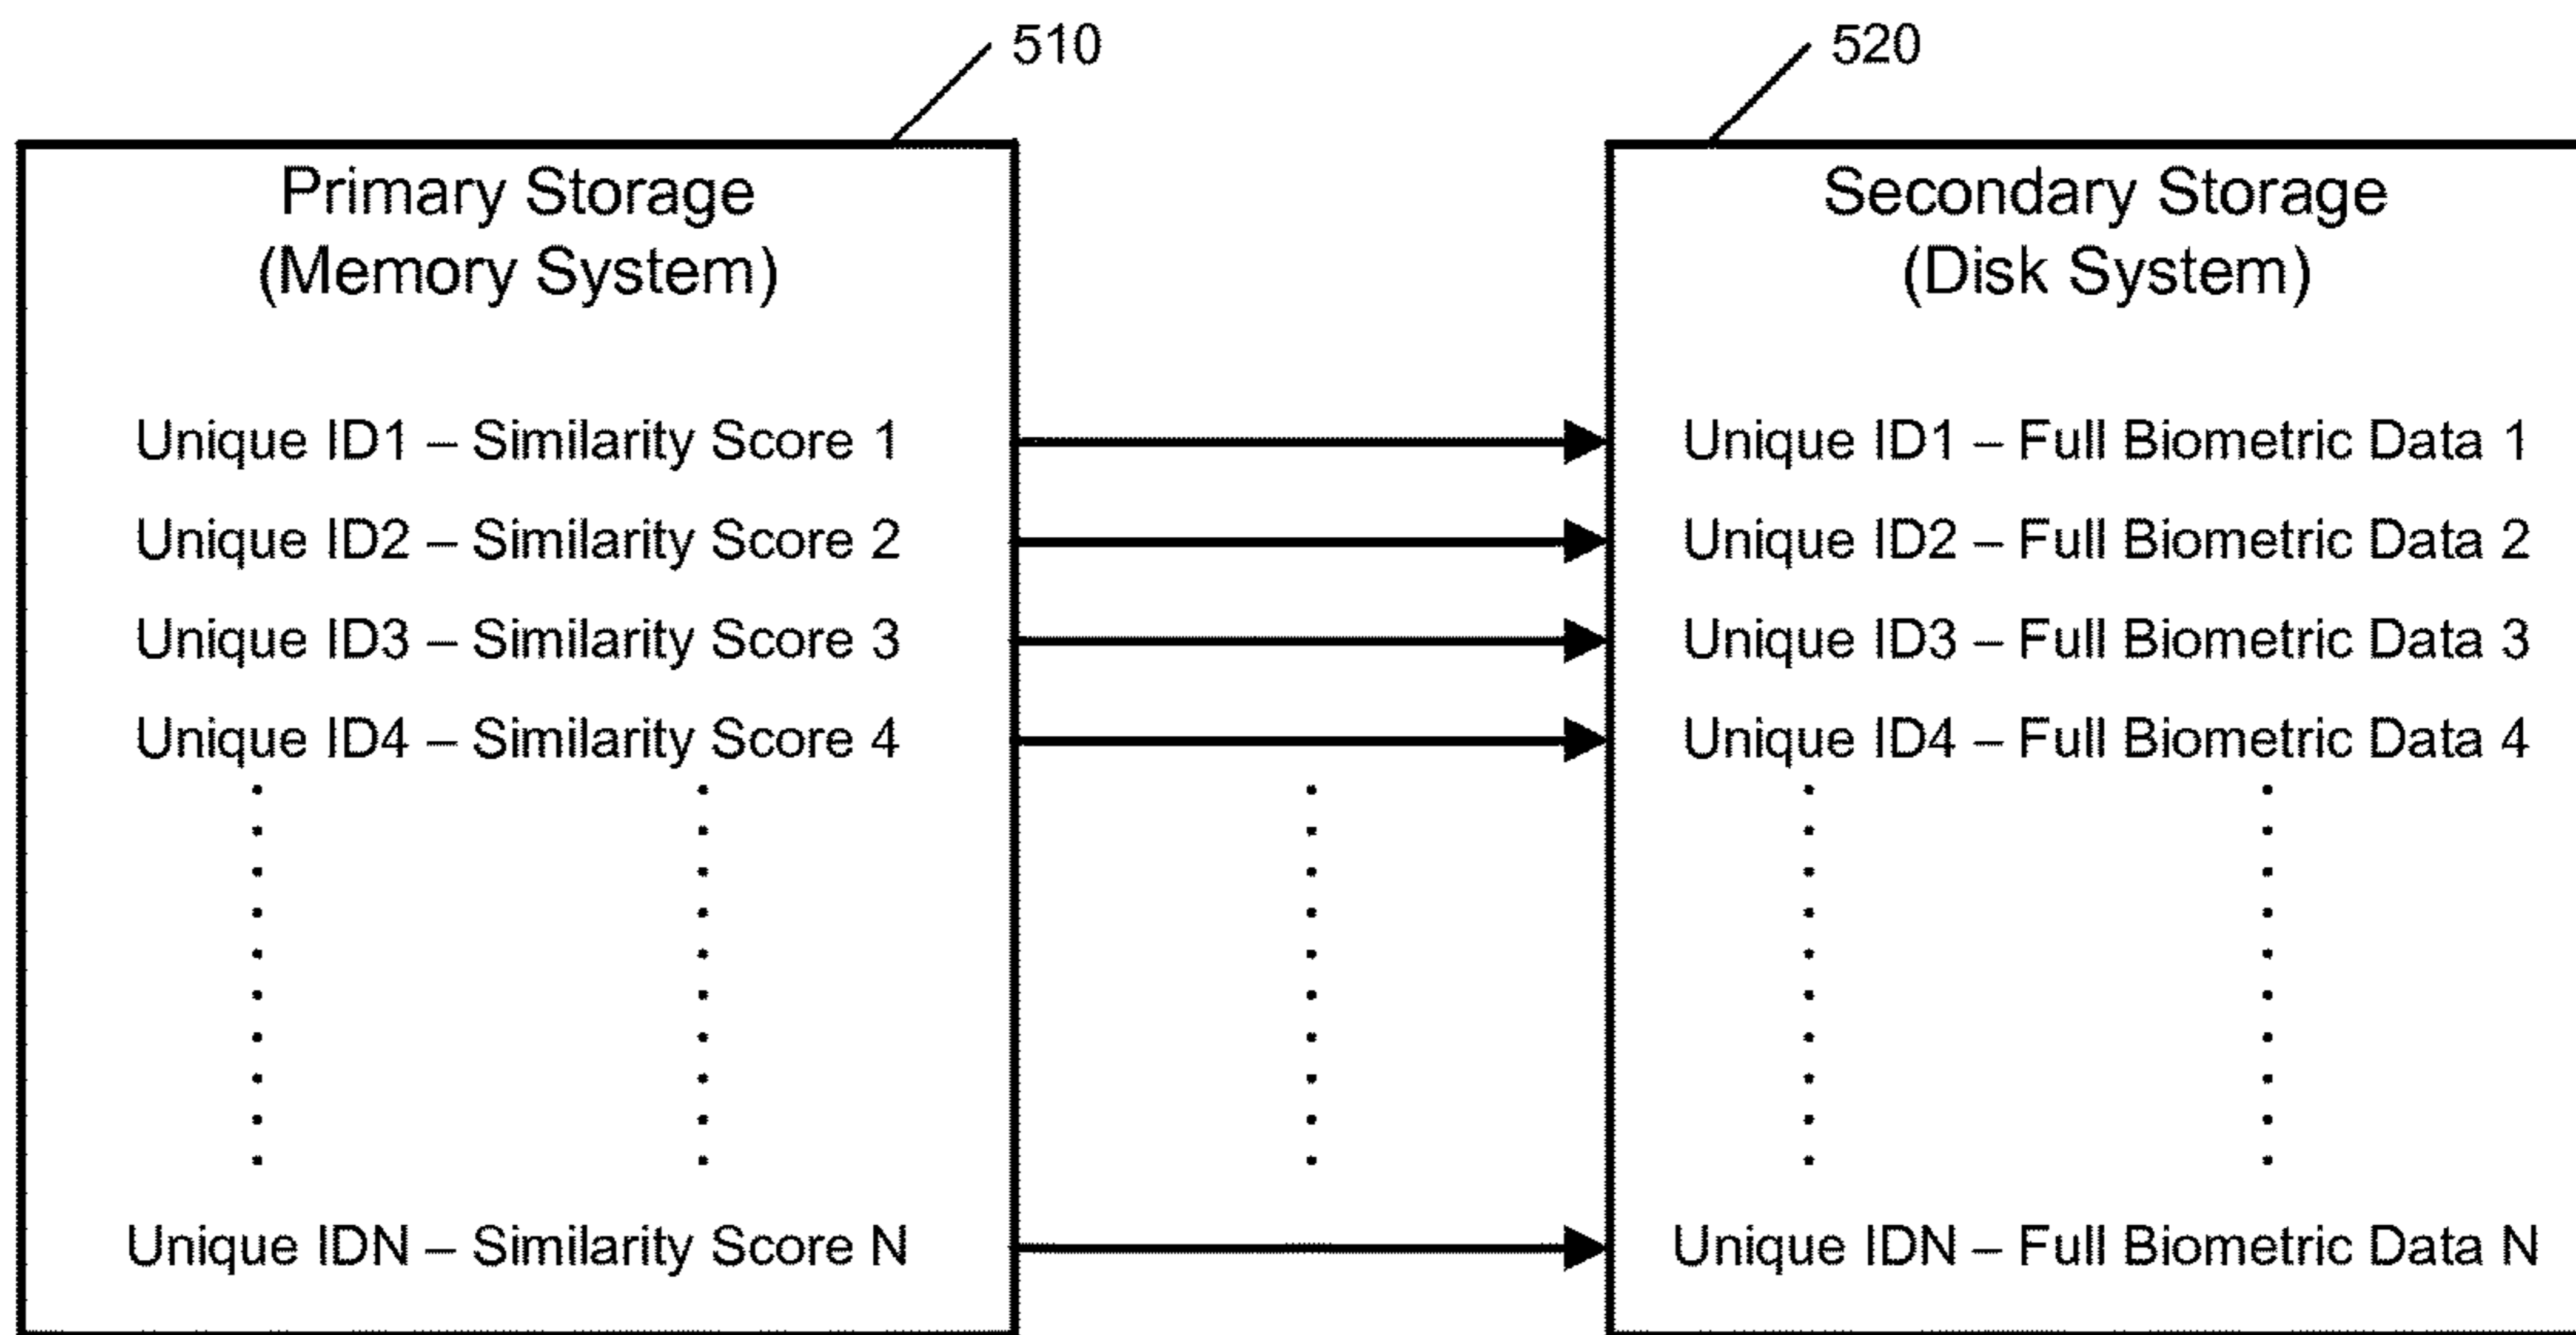 510
520
Primary Storage
(Memory System)
Unique ID1 – Similarity Score 1
Unique ID2 – Similarity Score 2
Unique ID3 – Similarity Score 3
Unique ID4 – Similarity Score 4
Unique IDN – Similarity Score N
Secondary Storage
(Disk System)
Unique ID1 – Full Biometric Data 1
Unique ID2 – Full Biometric Data 2
Unique ID3 – Full Biometric Data 3
Unique ID4 – Full Biometric Data 4
Unique IDN – Full Biometric Data N